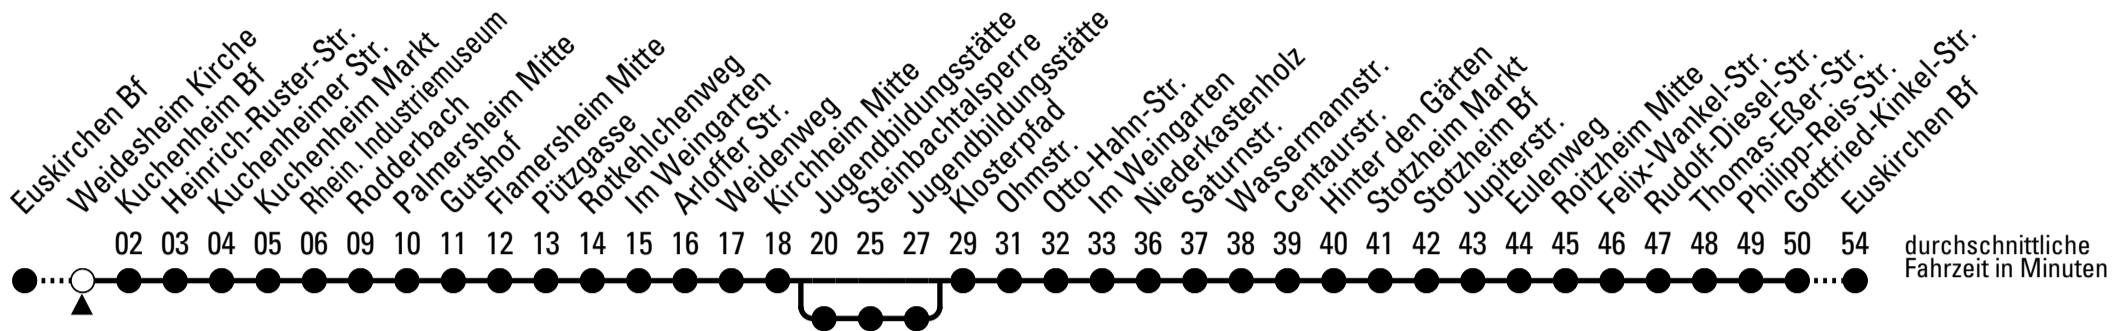 Euskirchen Bf
Weidesheim Kirche
Kuchenheim Bf
Heinrich-Ruster-Str.
Kuchenheimer Str.
Kuchenheim Markt
Rhein. Industriemuseum
Rodderbach
Palmersheim Mitte
Gutshof
Flamersheim Mitte
Pützgasse
Rotkehlchenweg
Im Weingarten
Arloffer Str.
Weidenweg
Kirchheim Mitte
Jugendbildungsstätte
Steinbachtalsperre
Jugendbildungsstätte
Klosterpfad
Ohmstr.
Otto-Hahn-Str.
Im Weingarten
Niederkastenholz
Saturnstr.
Wassermannstr.
Centaurstr.
Hinter den Gärten
Stotzheim Markt
Stotzheim Bf
Jupiterstr.
Eulenweg
Roitzheim Mitte
Felix-Wankel-Str.
Rudolf-Diesel-Str.
Thomas-Eßer-Str.
Philipp-Reis-Str.
Gottfried-Kinkel-Str.
Euskirchen Bf
02 03 04 05 06 09 10 11 12 13 14 15 16 17 18 20 25 27 29 31 32 33 36 37 38 39 40 41 42 43 44 45 46 47 48 49 50 54
durchschnittliche
Fahrzeit in Minuten